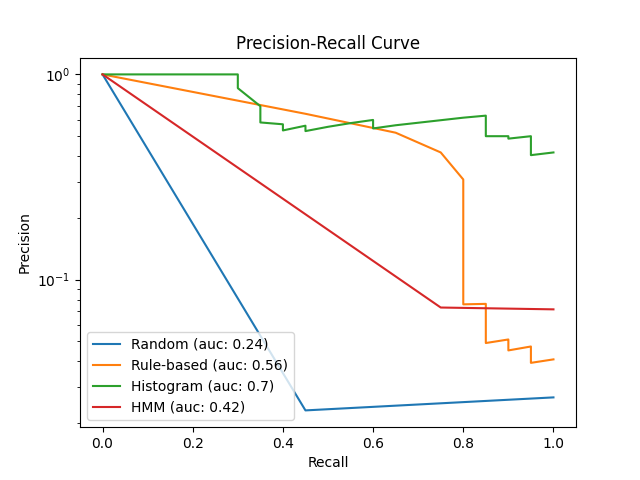 Precision-Recall Curve
10⁰
10⁻¹
Precision
Random (auc: 0.24)
Rule-based (auc: 0.56)
Histogram (auc: 0.7)
HMM (auc: 0.42)
0.0 0.2 0.4 0.6 0.8 1.0
Recall